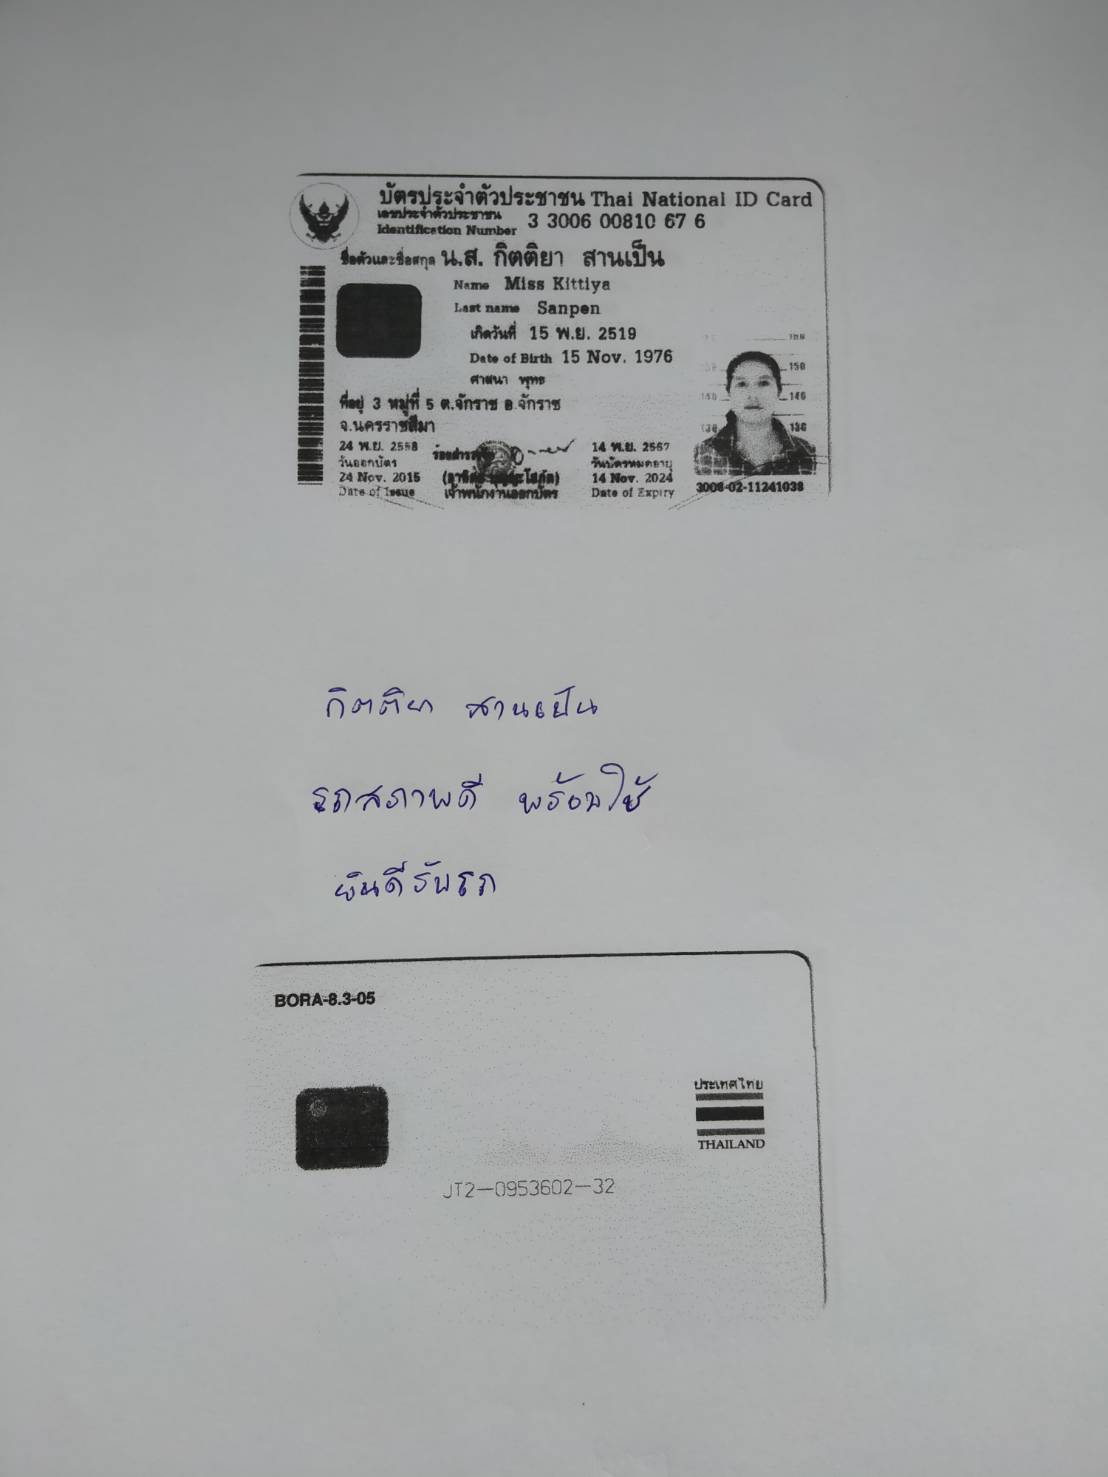 บัตรประจำตัวประชาชน Thai National ID Card
เลขประจำตัวประชาชน
Identification Number 3 3006 00810 67 6
ชื่อตัวและชื่อสกุล น.ส. กิตติยา สานเป็น
Name Miss Kittiya
Last name Sanpen
เกิดวันที่ 15 พ.ย. 2519
Date of Birth 15 Nov. 1976
ศาสนา พุทธ
ที่อยู่ 3 หมู่ที่ 5 ต.จักราช อ.จักราช
จ.นครราชสีมา
24 พ.ย. 2558
วันออกบัตร
24 Nov. 2015
Date of Issue
เจ้าพนักงานออกบัตร
14 พ.ย. 2567
วันบัตรหมดอายุ
14 Nov. 2024
Date of Expiry
150
140
130
3006-02-11241038
กิตติยา สานเป็น
รถสภาพดี พร้อมใช้
ยินดีรับรถ
BORA-8.3-05
ประเทศไทย
THAILAND
JT2-0953602-32